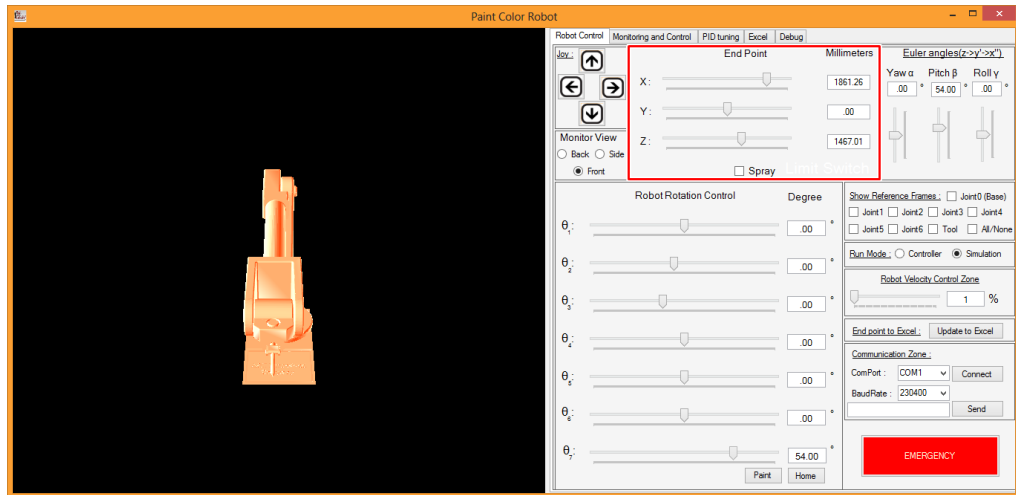 Paint Color Robot
Robot Control Monitoring and Control PID tuning Excel Debug
Joy :
End Point Millimeters
X : 1861.26
Y : .00
Z : 1467.01
Spray Limit Switch
Euler angles(z->y'->x'')
Yaw α Pitch β Roll γ
.00 ° 54.00 ° .00 °
Monitor View
Back Side
Front
Robot Rotation Control Degree
θ₁: .00 °
θ₂: .00 °
θ₃: .00 °
θ₄: .00 °
θ₅: .00 °
θ₆: .00 °
θ₇: 54.00 °
Paint Home
Show Reference Frames : Joint0 (Base)
Joint1 Joint2 Joint3 Joint4
Joint5 Joint6 Tool All/None
Run Mode : Controller Simulation
Robot Velocity Control Zone
1 %
End point to Excel : Update to Excel
Communication Zone :
ComPort : COM1 Connect
BaudRate : 230400
Send
EMERGENCY